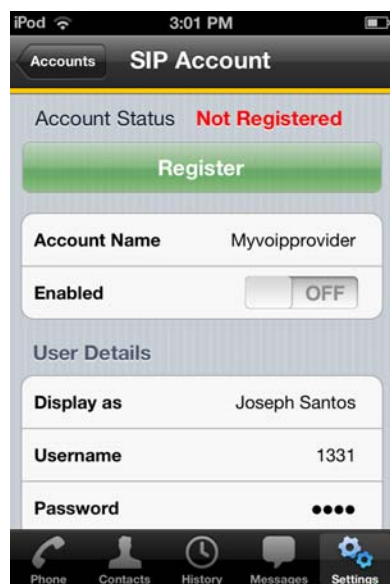 iPod 3:01 PM
Accounts SIP Account
Account Status Not Registered
Register
Account Name Myvoipprovider
Enabled OFF
User Details
Display as Joseph Santos
Username 1331
Password ••••
Phone Contacts History Messages Settings